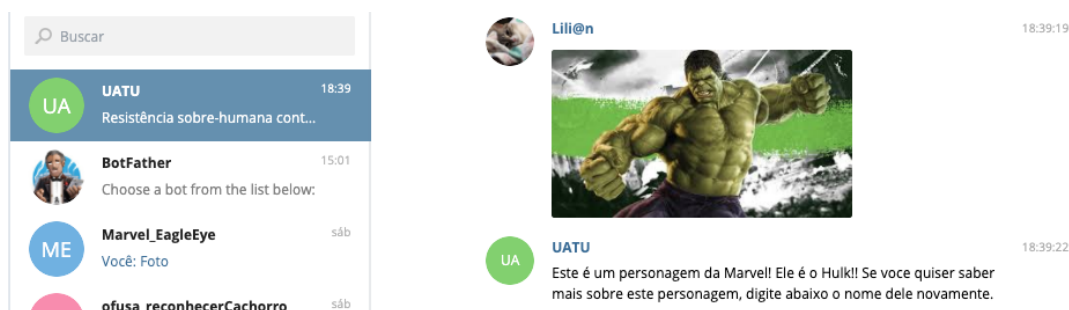 Buscar
UA
UATU
18:39
Resistência sobre-humana cont...
BotFather
15:01
Choose a bot from the list below:
ME
Marvel_EagleEye
sáb
Você: Foto
ofusa_reconhecerCachorro
sáb
Lili@n
18:39:19
UA
UATU
18:39:22
Este é um personagem da Marvel! Ele é o Hulk!! Se voce quiser saber
mais sobre este personagem, digite abaixo o nome dele novamente.